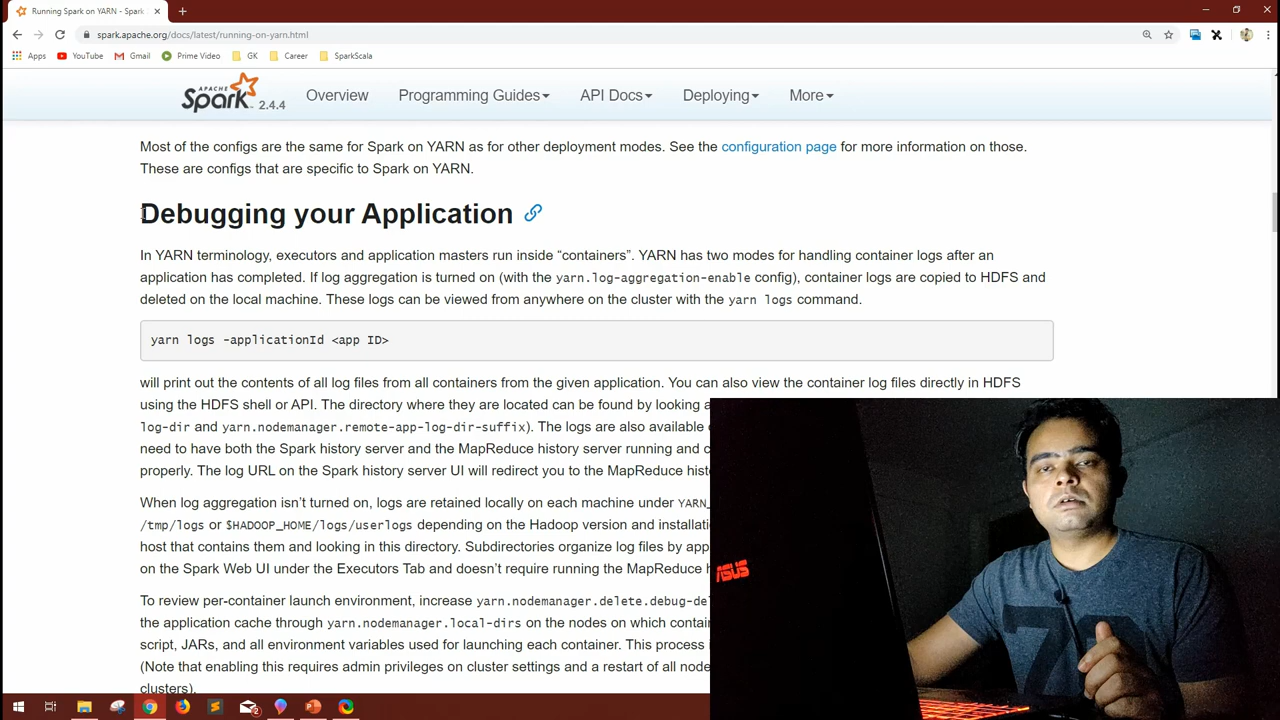 Running Spark on YARN - Spark
spark.apache.org/docs/latest/running-on-yarn.html
Apps YouTube Gmail Prime Video GK Career SparkScala
APACHE Spark 2.4.4 Overview Programming Guides API Docs Deploying More
Most of the configs are the same for Spark on YARN as for other deployment modes. See the configuration page for more information on those.
These are configs that are specific to Spark on YARN.
Debugging your Application
In YARN terminology, executors and application masters run inside “containers”. YARN has two modes for handling container logs after an
application has completed. If log aggregation is turned on (with the yarn.log-aggregation-enable config), container logs are copied to HDFS and
deleted on the local machine. These logs can be viewed from anywhere on the cluster with the yarn logs command.
yarn logs -applicationId <app ID>
will print out the contents of all log files from all containers from the given application. You can also view the container log files directly in HDFS
using the HDFS shell or API. The directory where they are located can be found by looking
log-dir and yarn.nodemanager.remote-app-log-dir-suffix). The logs are also available
need to have both the Spark history server and the MapReduce history server running and
properly. The log URL on the Spark history server UI will redirect you to the MapReduce
When log aggregation isn’t turned on, logs are retained locally on each machine under YARN_
/tmp/logs or $HADOOP_HOME/logs/userlogs depending on the Hadoop version and
host that contains them and looking in this directory. Subdirectories organize log files by
on the Spark Web UI under the Executors Tab and doesn’t require running the MapReduce
To review per-container launch environment, increase yarn.nodemanager.delete.debug-
the application cache through yarn.nodemanager.local-dirs on the nodes on which
script, JARs, and all environment variables used for launching each container. This process
(Note that enabling this requires admin privileges on cluster settings and a restart of all
clusters).
ASUS